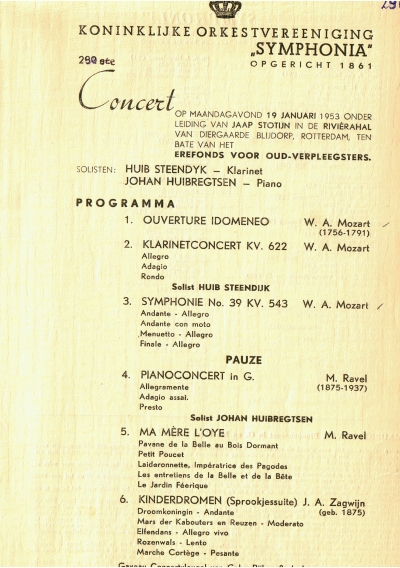 29
KONINKLIJKE ORKESTVEREENIGING
„SYMPHONIA"
OPGERICHT 1861
290 ste
Concert
OP MAANDAGAVOND 19 JANUARI 1953 ONDER
LEIDING VAN JAAP STOTIJN IN DE RIVIÈRAHAL
VAN DIERGAARDE BLIJDORP, ROTTERDAM, TEN
BATE VAN HET
EREFONDS VOOR OUD-VERPLEEGSTERS.
SOLISTEN: HUIB STEENDYK – Klarinet
JOHAN HUIBREGTSEN – Piano
PROGRAMMA
1. OUVERTURE IDOMENEO W. A. Mozart
(1756-1791)
2. KLARINETCONCERT KV. 622 W. A. Mozart
Allegro
Adagio
Rondo
Solist HUIB STEENDIJK
3. SYMPHONIE No. 39 KV. 543 W. A. Mozart
Andante - Allegro
Andante con moto
Menuetto - Allegro
Finale - Allegro
PAUZE
4. PIANOCONCERT in G. M. Ravel
Allegramente (1875-1937)
Adagio assai.
Presto
Solist JOHAN HUIBREGTSEN
5. MA MÈRE L'OYE M. Ravel
Pavane de la Belle au Bois Dormant
Petit Poucet
Laideronnette, Impératrice des Pagodes
Les entretiens de la Belle et de la Bâte
Le Jardin Féerique
6. KINDERDROMEN (Sprookjessuite) J. A. Zagwijn
Droomkoningin - Andante (geb. 1875)
Mars der Kabouters en Reuzen - Moderato
Elfendans - Allegro vivo
Rozenwals - Lento
Marche Cortège - Pesante